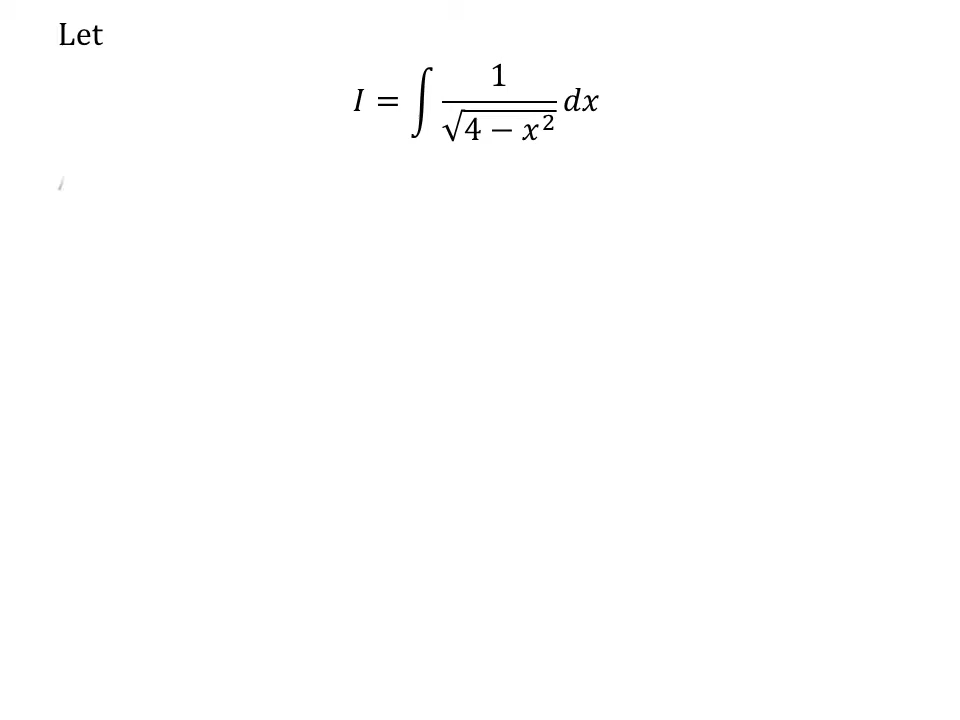 Let
𝐼 = ∫ 1/√(4 − 𝑥²) 𝑑𝑥